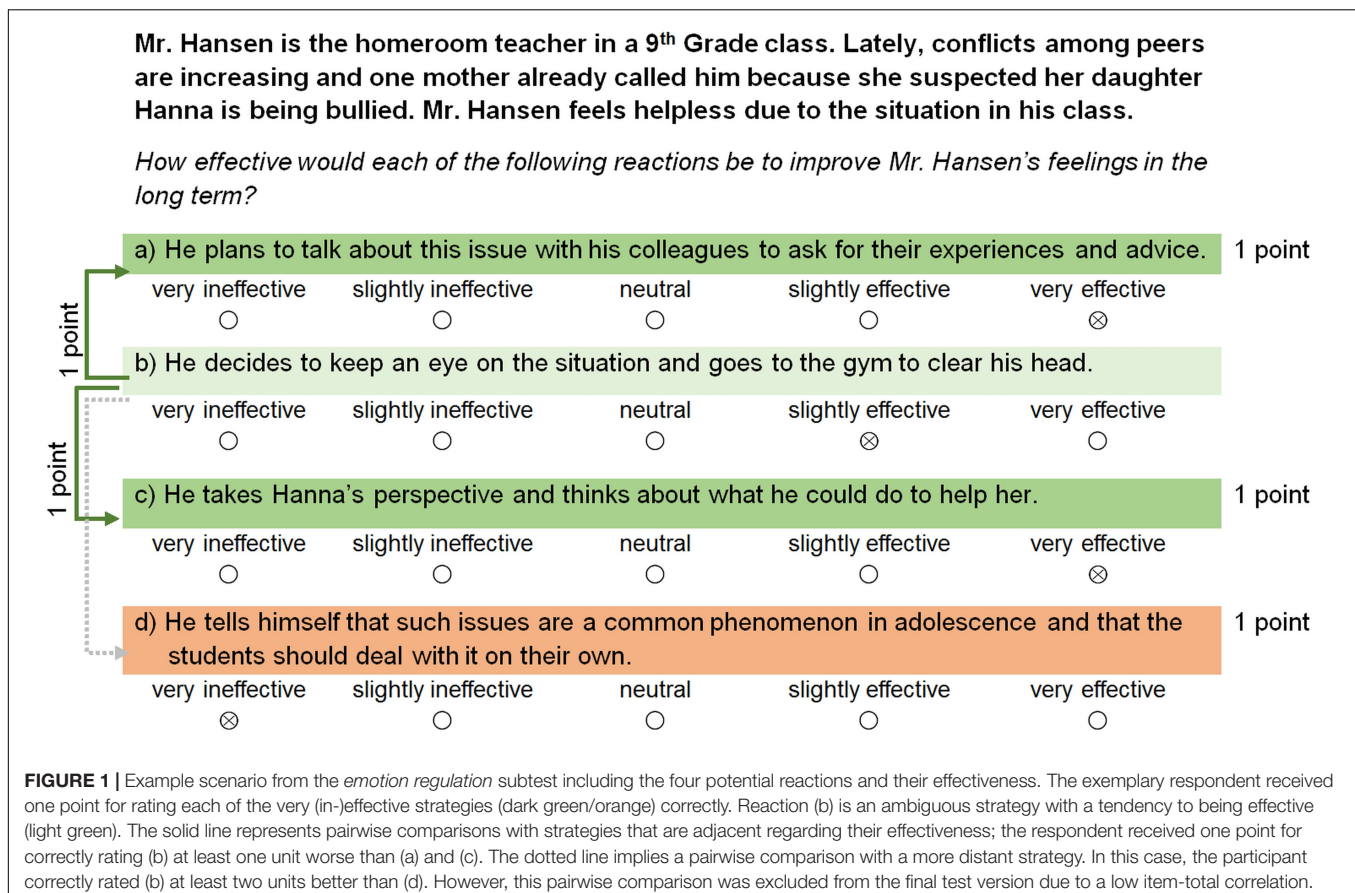 Mr. Hansen is the homeroom teacher in a 9th Grade class. Lately, conflicts among peers
are increasing and one mother already called him because she suspected her daughter
Hanna is being bullied. Mr. Hansen feels helpless due to the situation in his class.
How effective would each of the following reactions be to improve Mr. Hansen's feelings in the
long term?
a) He plans to talk about this issue with his colleagues to ask for their experiences and advice. 1 point
very ineffective slightly ineffective neutral slightly effective very effective
1 point
b) He decides to keep an eye on the situation and goes to the gym to clear his head.
very ineffective slightly ineffective neutral slightly effective very effective
1 point
c) He takes Hanna's perspective and thinks about what he could do to help her. 1 point
very ineffective slightly ineffective neutral slightly effective very effective
d) He tells himself that such issues are a common phenomenon in adolescence and that the 1 point
students should deal with it on their own.
very ineffective slightly ineffective neutral slightly effective very effective
FIGURE 1 | Example scenario from the emotion regulation subtest including the four potential reactions and their effectiveness. The exemplary respondent received
one point for rating each of the very (in-)effective strategies (dark green/orange) correctly. Reaction (b) is an ambiguous strategy with a tendency to being effective
(light green). The solid line represents pairwise comparisons with strategies that are adjacent regarding their effectiveness; the respondent received one point for
correctly rating (b) at least one unit worse than (a) and (c). The dotted line implies a pairwise comparison with a more distant strategy. In this case, the participant
correctly rated (b) at least two units better than (d). However, this pairwise comparison was excluded from the final test version due to a low item-total correlation.